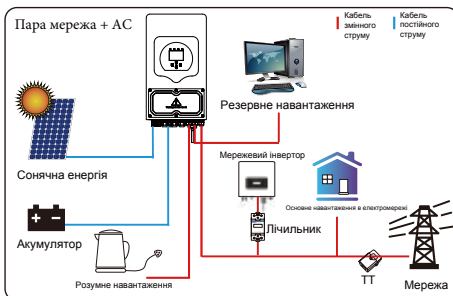 Пара мережа + АС
Кабель
змінного
струму
Кабель
постійного
струму
Резервне навантаження
Сонячна енергія
Мережевий інвертор
Основне навантаження в електромережі
Лічильник
Акумулятор
Розумне навантаження
ТТ
Мережа